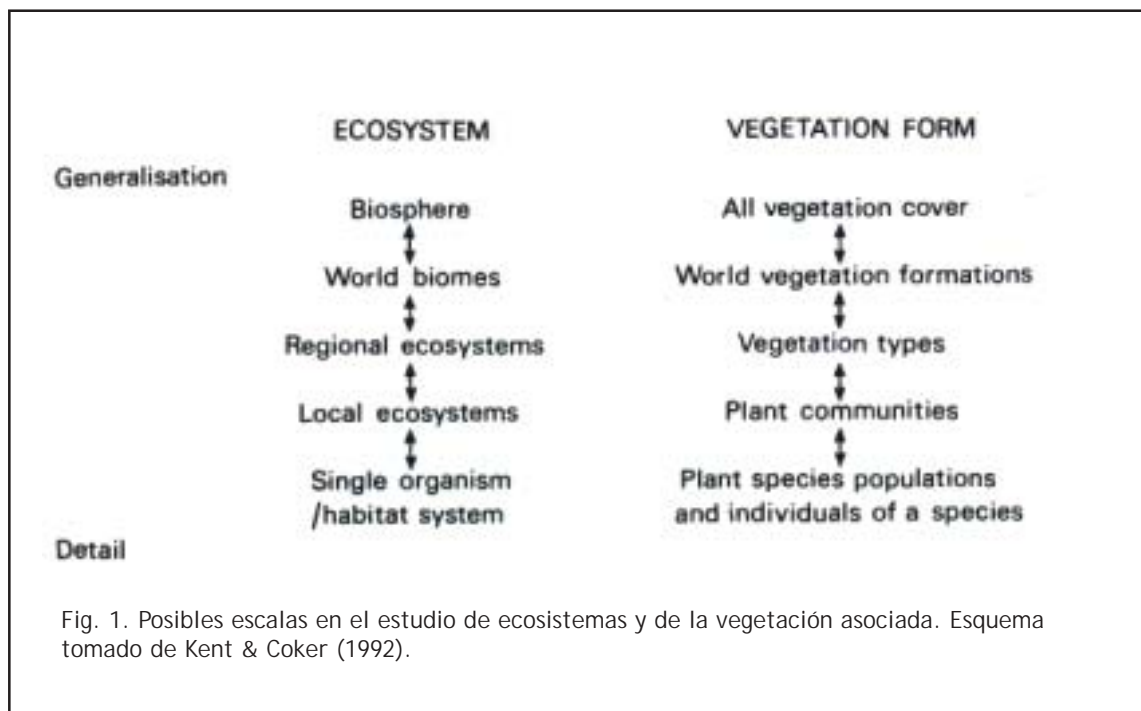 ECOSYSTEM VEGETATION FORM
Generalisation
Biosphere All vegetation cover
World biomes World vegetation formations
Regional ecosystems Vegetation types
Local ecosystems Plant communities
Single organism Plant species populations
/habitat system and individuals of a species
Detail
Fig. 1. Posibles escalas en el estudio de ecosistemas y de la vegetación asociada. Esquema
tomado de Kent & Coker (1992).